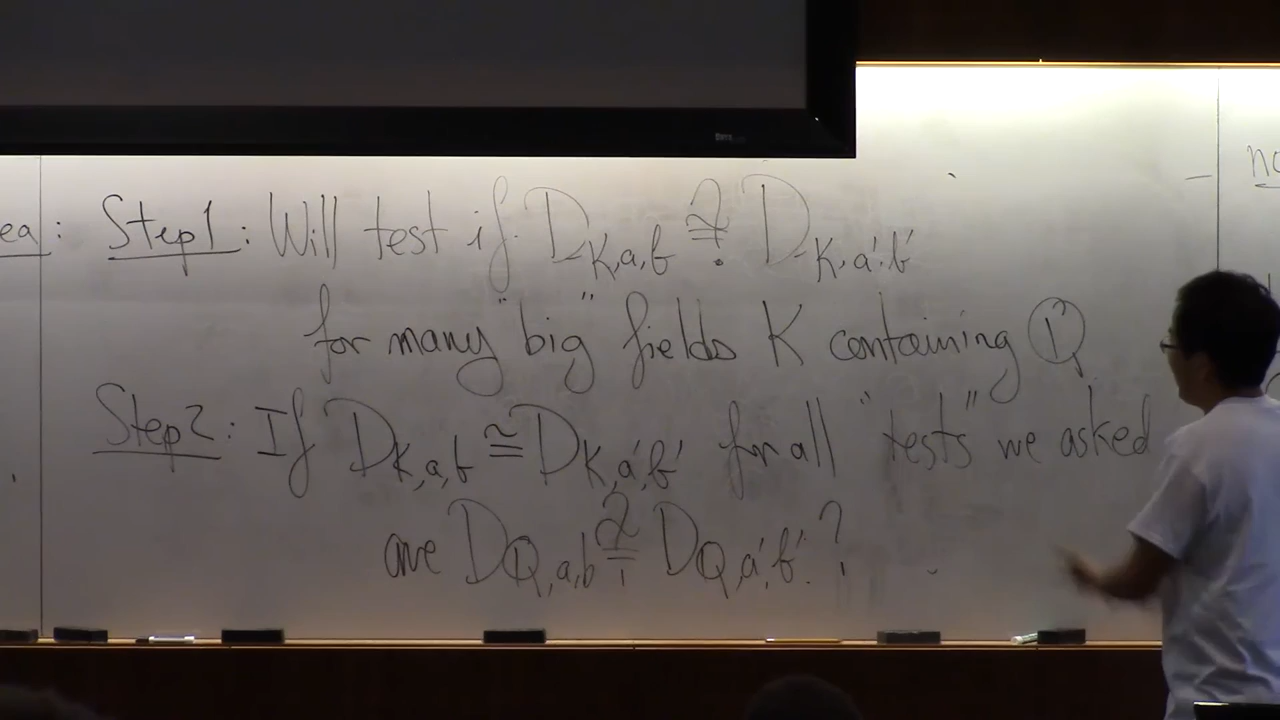 ea: Step 1: Will test if D_{K,a,b} ≅? D_{K,a',b'}
for many "big" fields K containing Q
Step 2: If D_{K,a,b} ≅ D_{K,a',b'} for all "tests" we asked
are D_{Q,a,b} ≅? D_{Q,a',b'}?